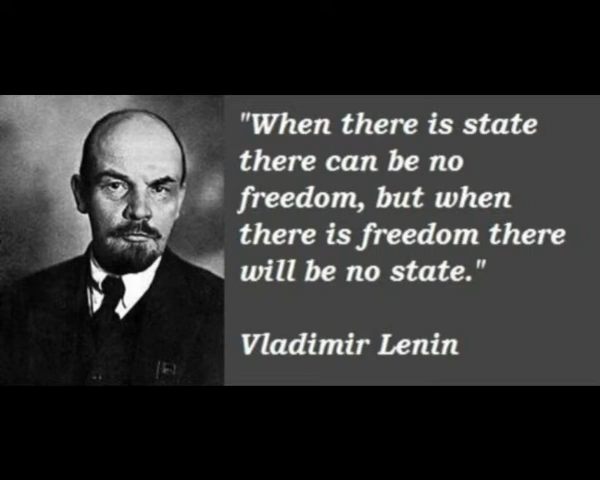 "When there is state
there can be no
freedom, but when
there is freedom there
will be no state."
Vladimir Lenin